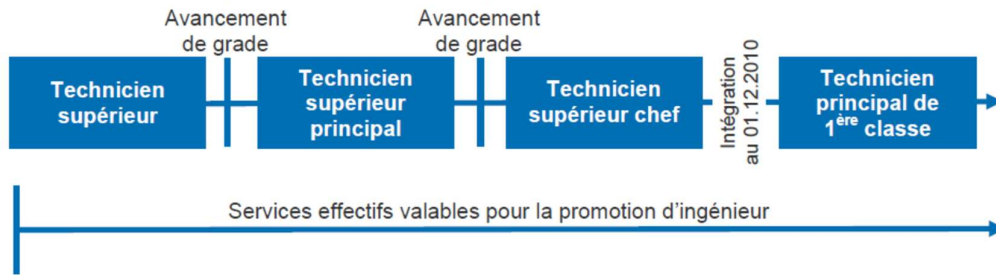 Avancement
de grade
Avancement
de grade
Technicien
supérieur
Technicien
supérieur
principal
Technicien
supérieur chef
Intégration
au 01.12.2010
Technicien
principal de
1ère classe
Services effectifs valables pour la promotion d'ingénieur